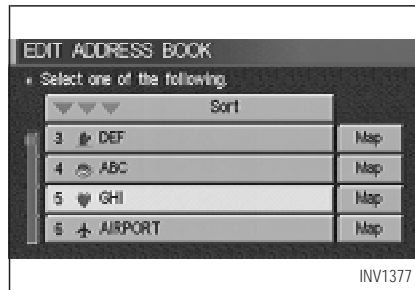 EDIT ADDRESS BOOK
Select one of the following.
Sort
3 DEF Map
4 ABC Map
5 GHI Map
6 AIRPORT Map
INV1377